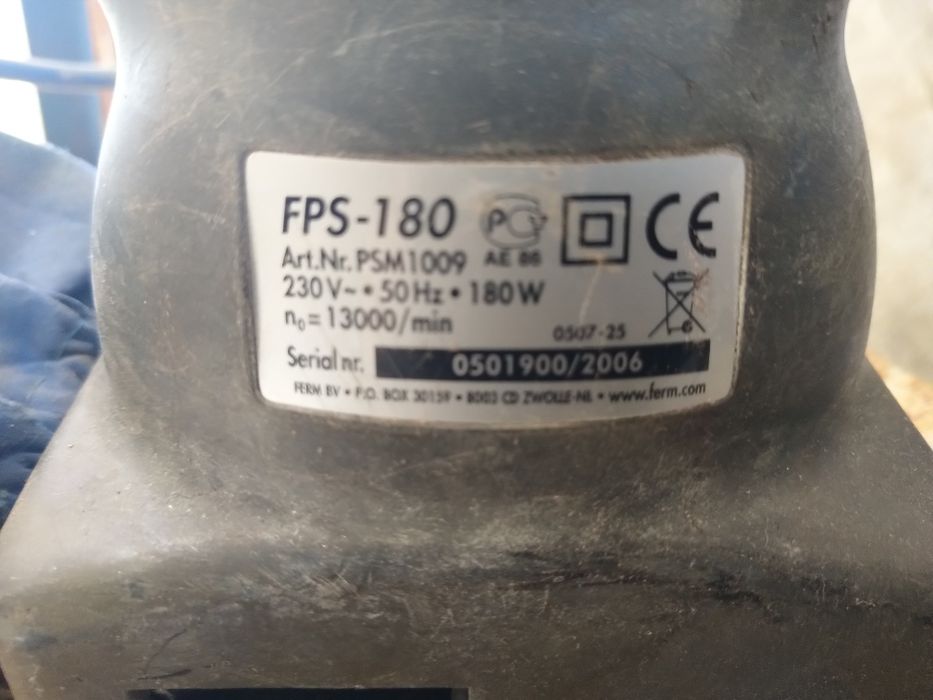 FPS-180
Art.Nr. PSM1009 AE 86
230 V~ • 50 Hz • 180 W
n₀ = 13000/min
0507-25
Serial nr. 0501900/2006
FERM BV • P.O. BOX 30159 • 8003 CD ZWOLLE-NL • www.ferm.com